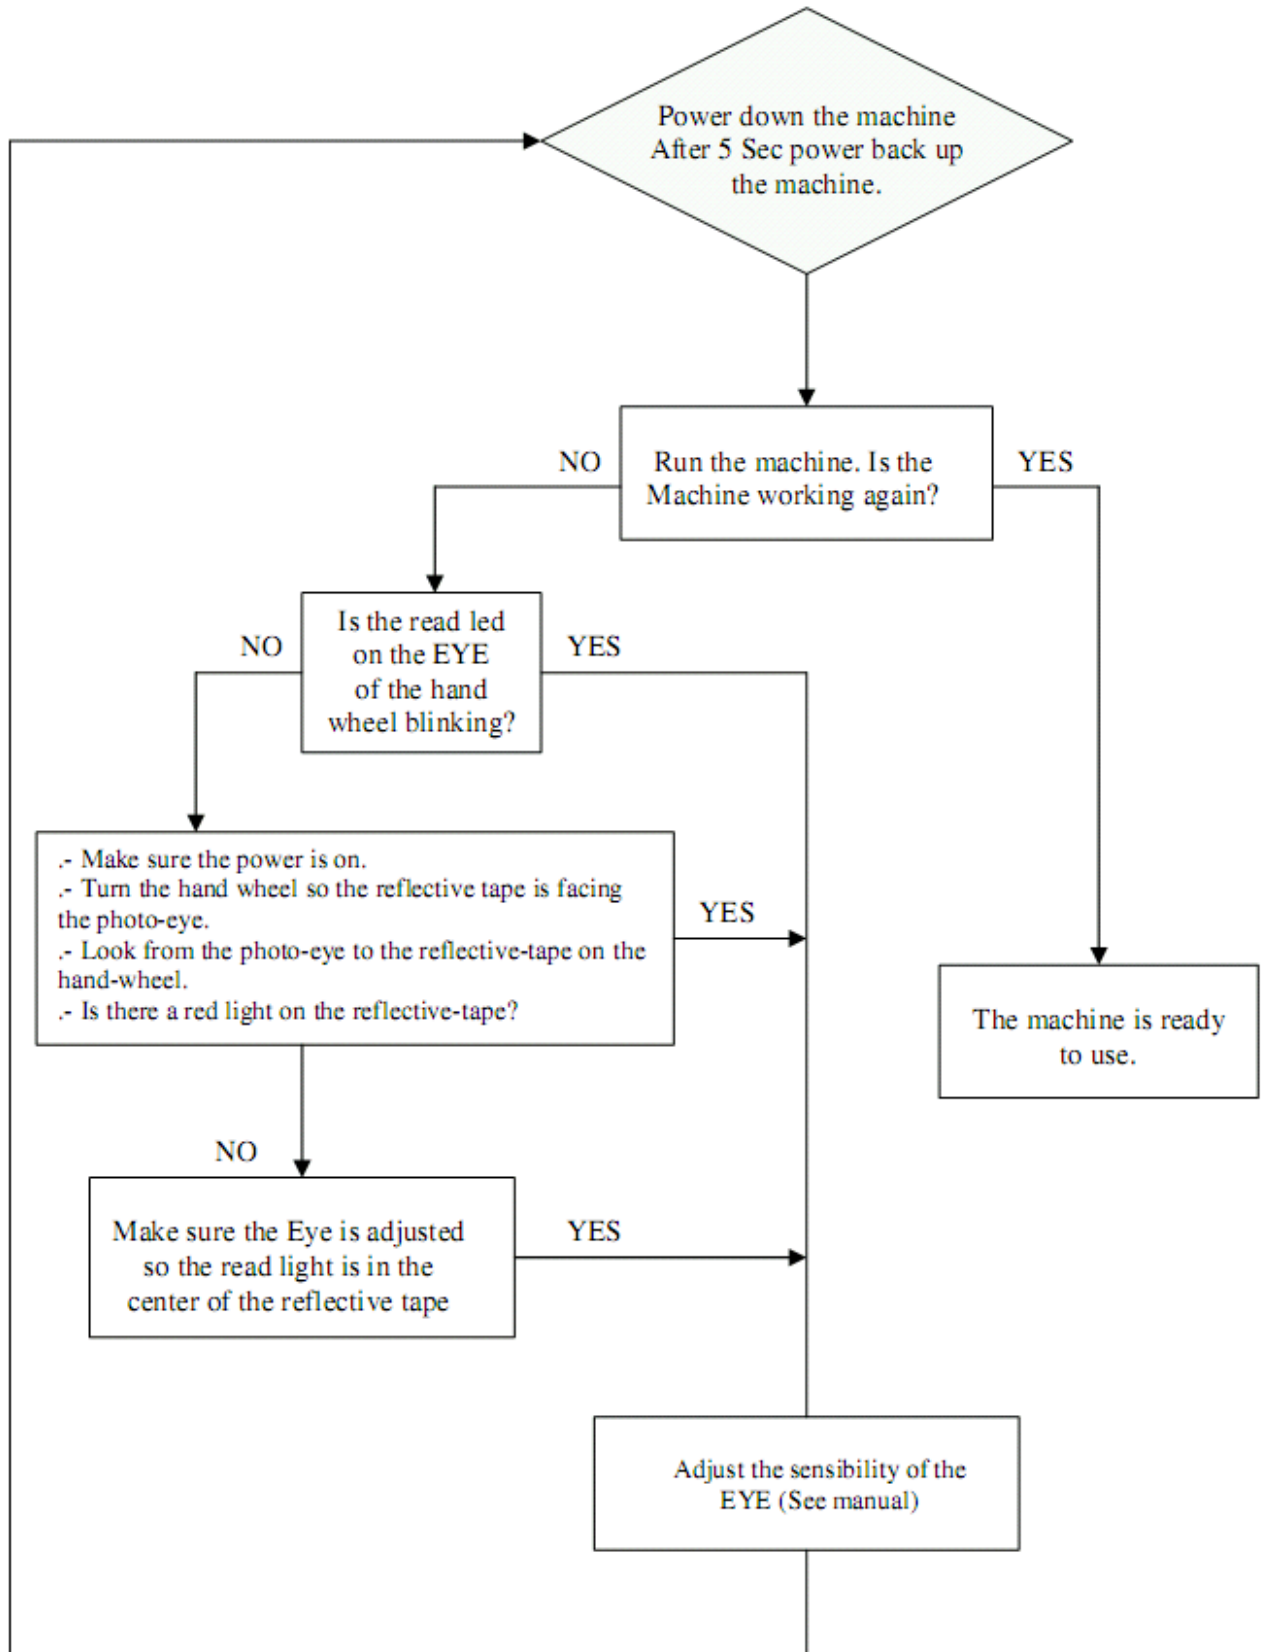 Power down the machine
After 5 Sec power back up
the machine.
NO
Run the machine. Is the
Machine working again?
YES
NO
Is the read led
on the EYE
of the hand
wheel blinking?
YES
.- Make sure the power is on.
.- Turn the hand wheel so the reflective tape is facing
the photo-eye.
.- Look from the photo-eye to the reflective-tape on the
hand-wheel.
.- Is there a red light on the reflective-tape?
YES
The machine is ready
to use.
NO
Make sure the Eye is adjusted
so the read light is in the
center of the reflective tape
YES
Adjust the sensibility of the
EYE (See manual)